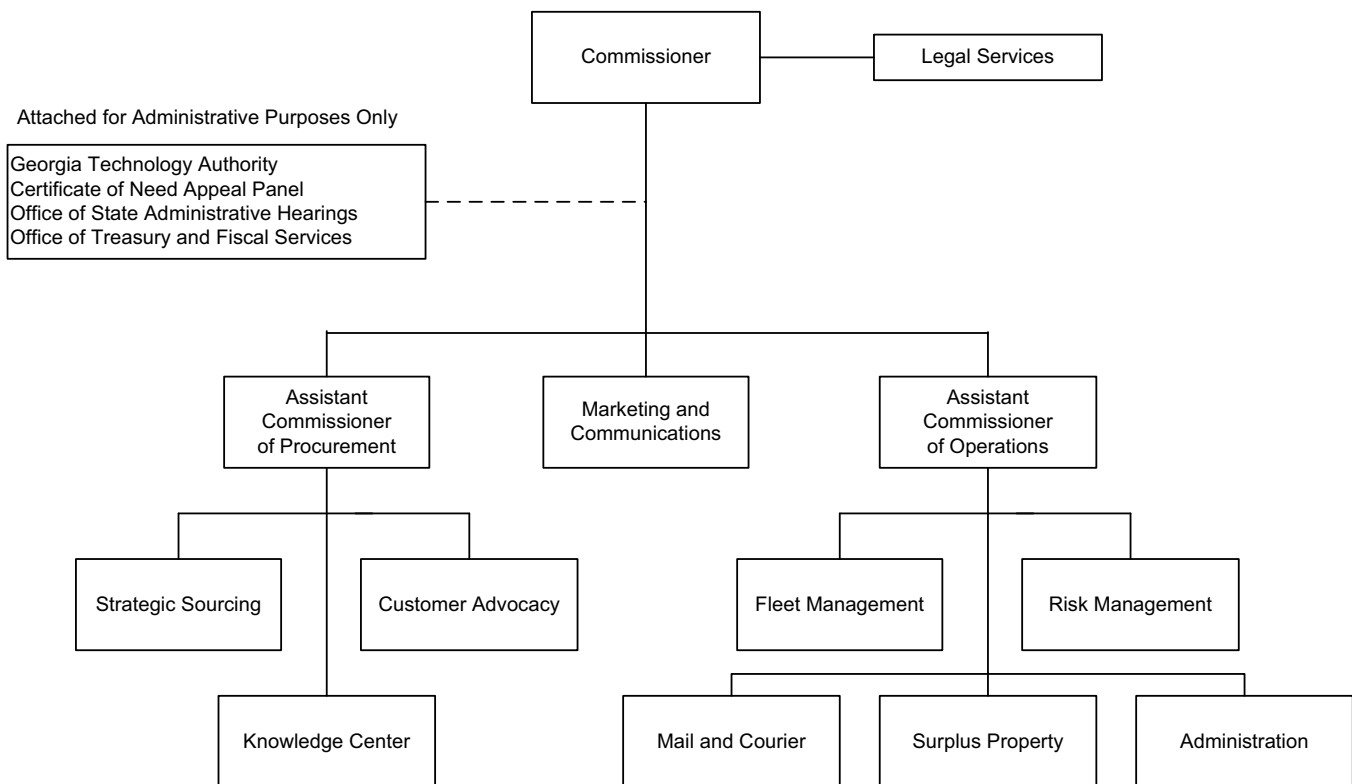 Commissioner
Legal Services
Attached for Administrative Purposes Only
Georgia Technology Authority
Certificate of Need Appeal Panel
Office of State Administrative Hearings
Office of Treasury and Fiscal Services
Assistant
Commissioner
of Procurement
Marketing and
Communications
Assistant
Commissioner
of Operations
Strategic Sourcing
Customer Advocacy
Fleet Management
Risk Management
Knowledge Center
Mail and Courier
Surplus Property
Administration